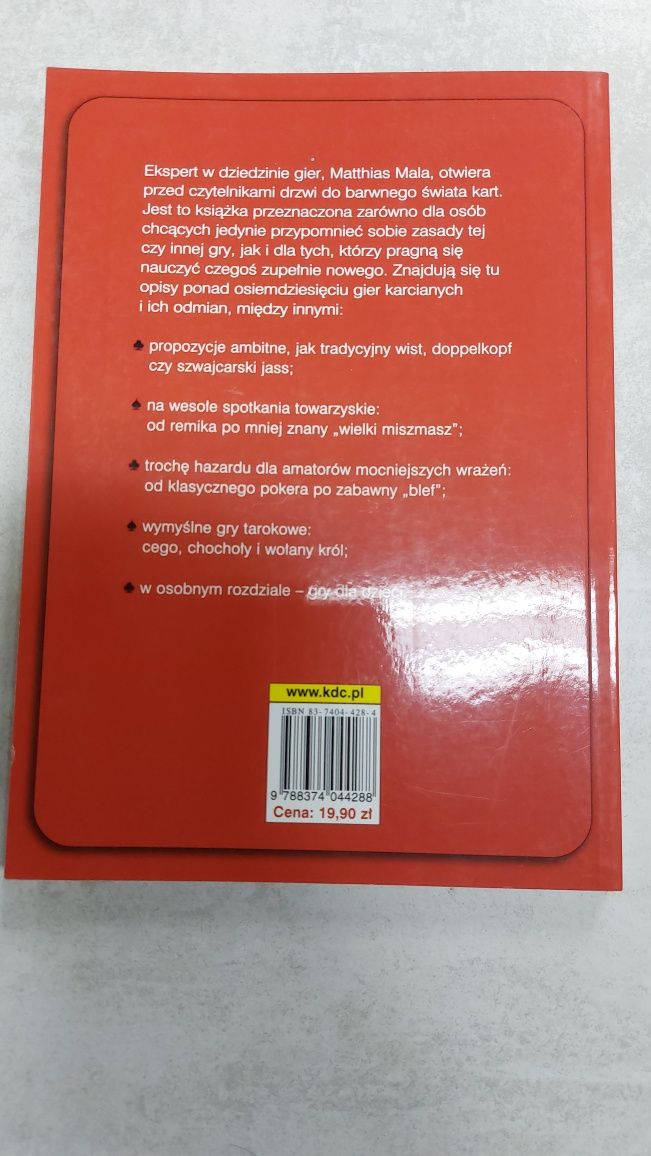 Ekspert w dziedzinie gier, Matthias Mala, otwiera
przed czytelnikami drzwi do barwnego świata kart.
Jest to książka przeznaczona zarówno dla osób
chcących jedynie przypomnieć sobie zasady tej
czy innej gry, jak i dla tych, którzy pragną się
nauczyć czegoś zupełnie nowego. Znajdują się tu
opisy ponad osiemdziesięciu gier karcianych
i ich odmian, między innymi:
♣ propozycje ambitne, jak tradycyjny wist, doppelkopf
czy szwajcarski jass;
♠ na wesołe spotkania towarzyskie:
od remika po mniej znany „wielki miszmasz”;
♣ trochę hazardu dla amatorów mocniejszych wrażeń:
od klasycznego pokera po zabawny „blef”;
♠ wymyślne gry tarokowe:
cego, chochoły i wołany król;
♣ w osobnym rozdziale – gry dla dzieci
www.kdc.pl
ISBN 83-7404-428-4
9 788374 044288
Cena: 19,90 zł